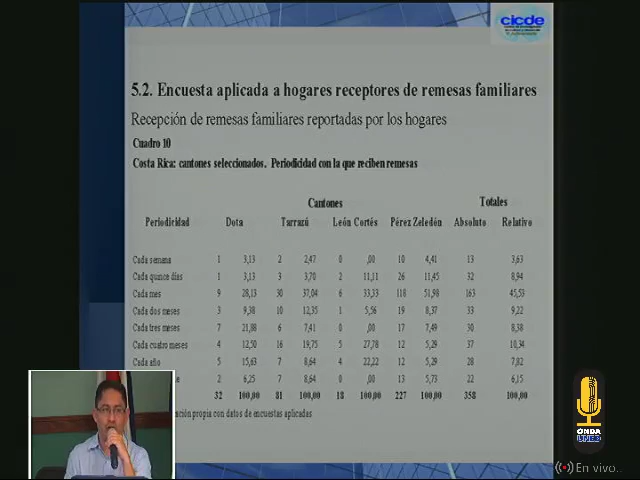 cicde
5.2. Encuesta aplicada a hogares receptores de remesas familiares
Recepción de remesas familiares reportadas por los hogares
Cuadro 10
Costa Rica: cantones seleccionados. Periodicidad con la que reciben remesas
Cantones Totales
Periodicidad Dota Tarrazú León Cortés Pérez Zeledón Absoluto Relativo
Cada semana 1 3,13 2 2,47 0 ,00 10 4,41 13 3,63
Cada quince días 1 3,13 3 3,70 2 11,11 26 11,45 32 8,94
Cada mes 9 28,13 30 37,04 6 33,33 118 51,98 163 45,53
Cada dos meses 3 9,38 10 12,35 1 5,56 19 8,37 33 9,22
Cada tres meses 7 21,88 6 7,41 0 ,00 17 7,49 30 8,38
Cada cuatro meses 4 12,50 16 19,75 5 27,78 12 5,29 37 10,34
Cada año 5 15,63 7 8,64 4 22,22 12 5,29 28 7,82
2 6,25 7 8,64 0 ,00 13 5,73 22 6,15
32 100,00 81 100,00 18 100,00 227 100,00 358 100,00
ación propia con datos de encuestas aplicadas
ONDA
UNED
En vivo...